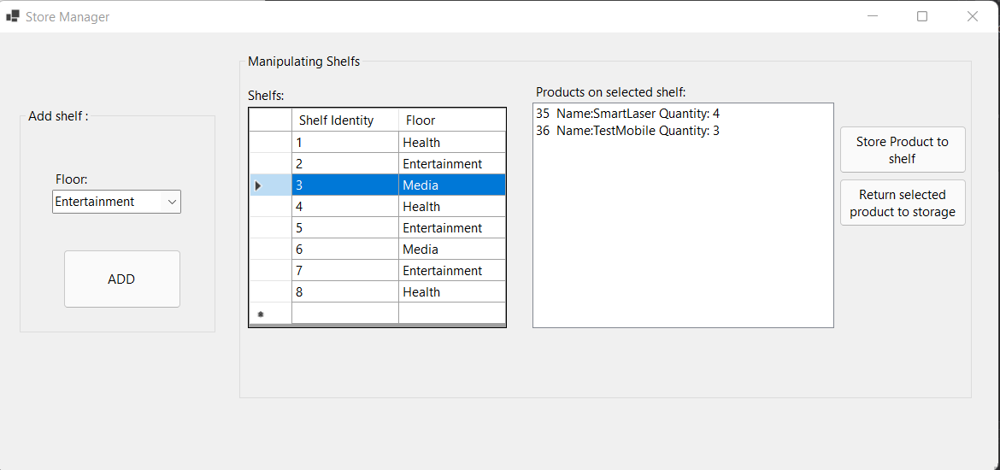 Store Manager
Manipulating Shelfs
Add shelf :
Floor:
Entertainment
ADD
Shelfs:
Shelf Identity Floor
1 Health
2 Entertainment
3 Media
4 Health
5 Entertainment
6 Media
7 Entertainment
8 Health
Products on selected shelf:
35 Name:SmartLaser Quantity: 4
36 Name:TestMobile Quantity: 3
Store Product to
shelf
Return selected
product to storage